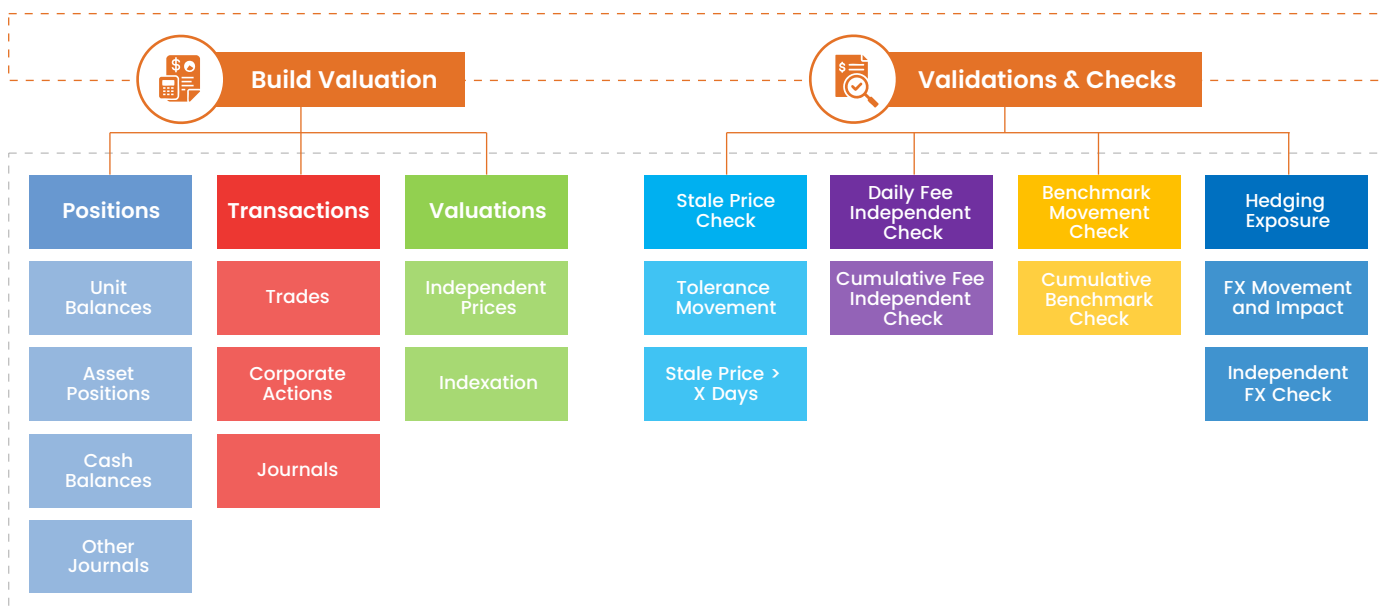 Build Valuation
Validations & Checks
Positions
Unit
Balances
Asset
Positions
Cash
Balances
Other
Journals
Transactions
Trades
Corporate
Actions
Journals
Valuations
Independent
Prices
Indexation
Stale Price
Check
Tolerance
Movement
Stale Price >
X Days
Daily Fee
Independent
Check
Cumulative Fee
Independent
Check
Benchmark
Movement
Check
Cumulative
Benchmark
Check
Hedging
Exposure
FX Movement
and Impact
Independent
FX Check